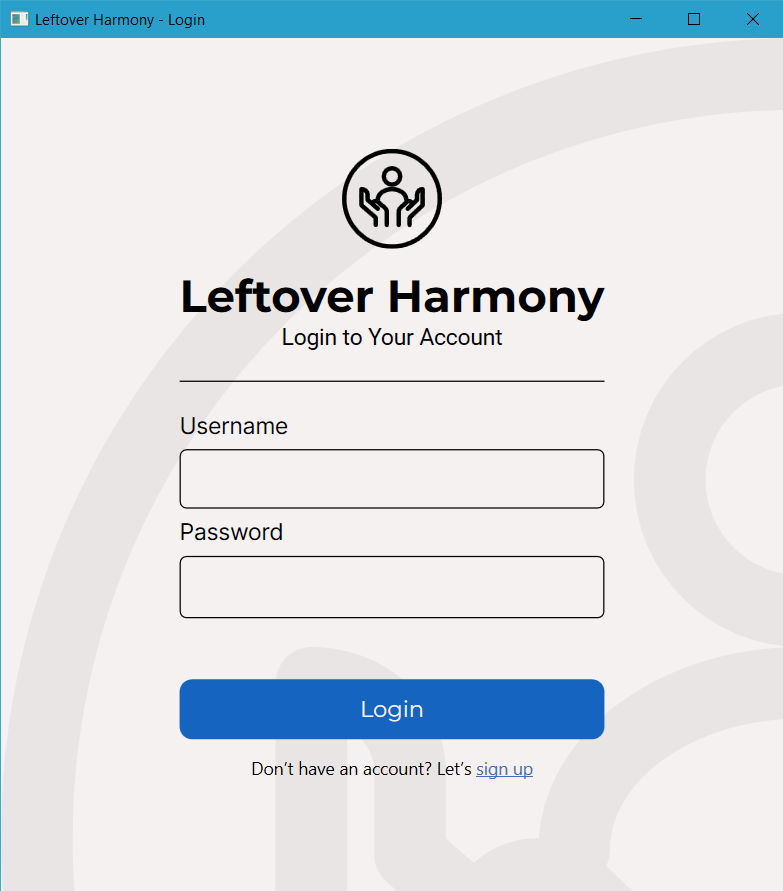 Leftover Harmony - Login
Leftover Harmony
Login to Your Account
Username
Password
Login
Don’t have an account? Let’s sign up